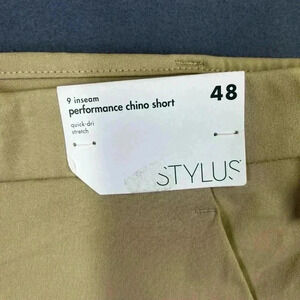 9 inseam
performance chino short 48
quick-dri
stretch
STYLUS